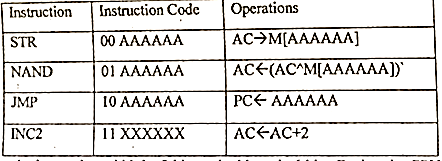 Instruction Instruction Code Operations
STR 00 AAAAAA AC→M[AAAAAA]
NAND 01 AAAAAA AC←(AC^M[AAAAAA])`
JMP 10 AAAAAA PC← AAAAAA
INC2 11 XXXXXX AC←AC+2